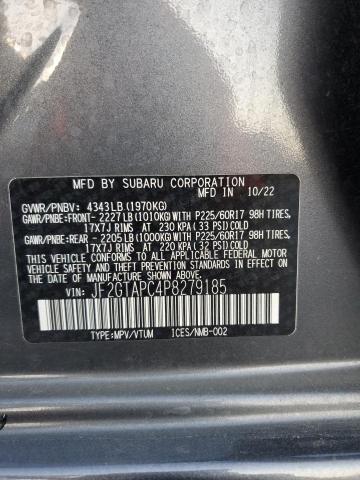 MFD. BY SUBARU CORPORATION 10/22
GVWR/PNBV: 4343LB (1970KG)
GAWR/PNBE:FRONT- 2227LB(1010KG)WITH P225/60R17 98H TIRES,
17X7J RIMS AT 230 KPA(33 PSI)COLD.
GAWR/PNBE:REAR - 2205LB(1000KG)WITH P225/60R17 98H TIRES,
17X7J RIMS AT 220 KPA(32 PSI)COLD.
THIS VEHICLE CONFORMS TO ALL APPLICABLE
FEDERAL MOTOR VEHICLE SAFETY, BUMPER, AND
THEFT PREVENTION STANDARDS IN EFFECT ON
THE DATE OF MANUFACTURE SHOWN ABOVE.
VIN: JF2GTAPC4P8279185
TYPE:MPV/VTUM ICES/NMB-002